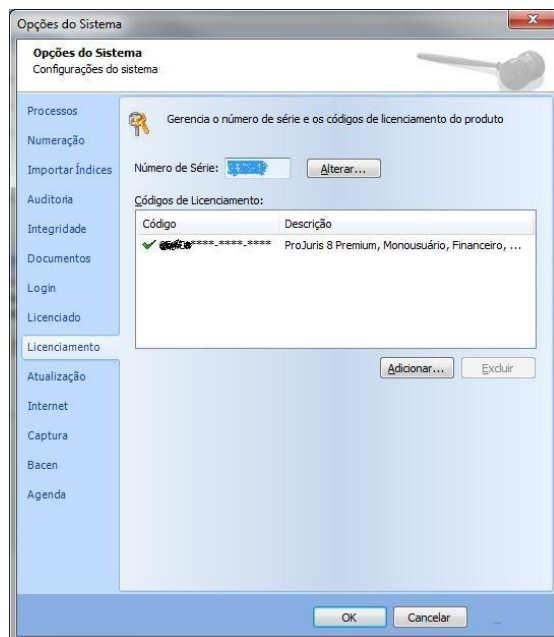 Opções do Sistema
Opções do Sistema
Configurações do sistema
Processos
Numeração
Importar Índices
Auditoria
Integridade
Documentos
Login
Licenciado
Licenciamento
Atualização
Internet
Captura
Bacen
Agenda
Gerencia o número de série e os códigos de licenciamento do produto
Número de Série:
Alterar...
Códigos de Licenciamento:
Código Descrição
****-****-**** ProJuris 8 Premium, Monousuário, Financeiro, ...
Adicionar... Excluir
OK Cancelar